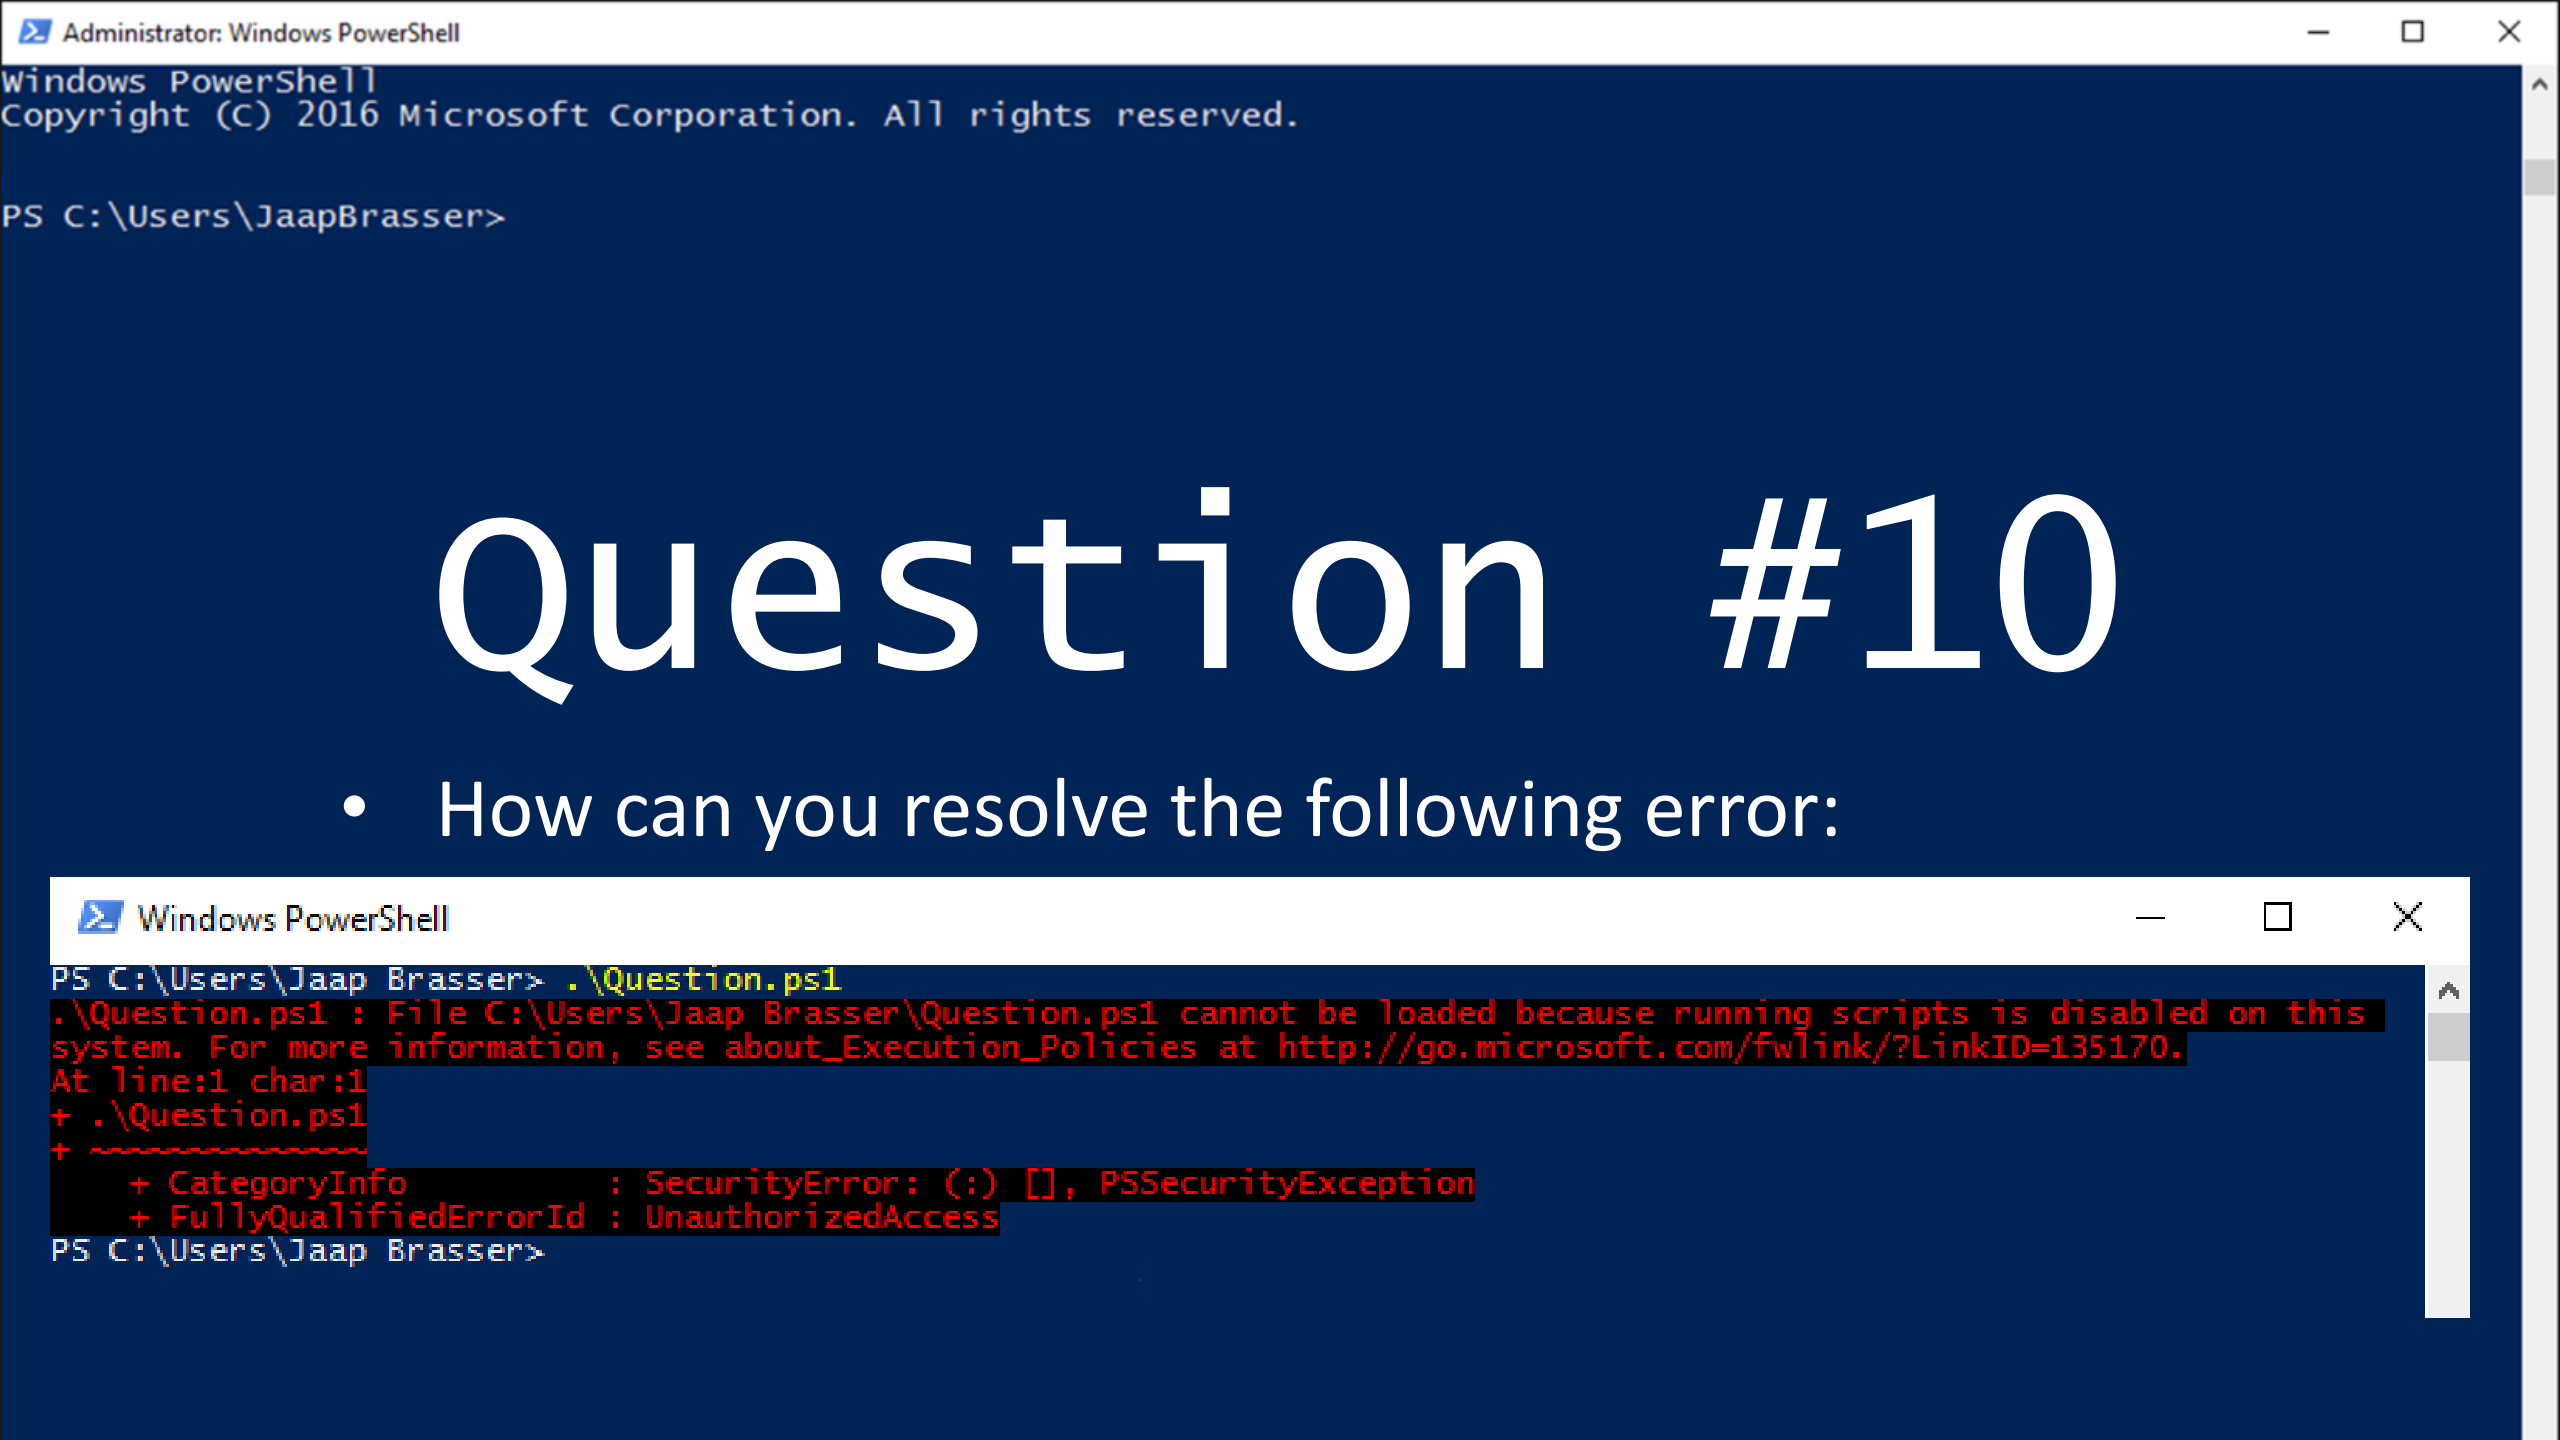 Administrator: Windows PowerShell
Windows PowerShell
Copyright (C) 2016 Microsoft Corporation. All rights reserved.
PS C:\Users\JaapBrasser>
Question #10
• How can you resolve the following error:
Windows PowerShell
PS C:\Users\Jaap Brasser> .\Question.ps1
.\Question.ps1 : File C:\Users\Jaap Brasser\Question.ps1 cannot be loaded because running scripts is disabled on this
system. For more information, see about_Execution_Policies at http://go.microsoft.com/fwlink/?LinkID=135170.
At line:1 char:1
+ .\Question.ps1
+ ~~~~~~~~~~~~~~
    + CategoryInfo          : SecurityError: (:) [], PSSecurityException
    + FullyQualifiedErrorId : UnauthorizedAccess
PS C:\Users\Jaap Brasser>